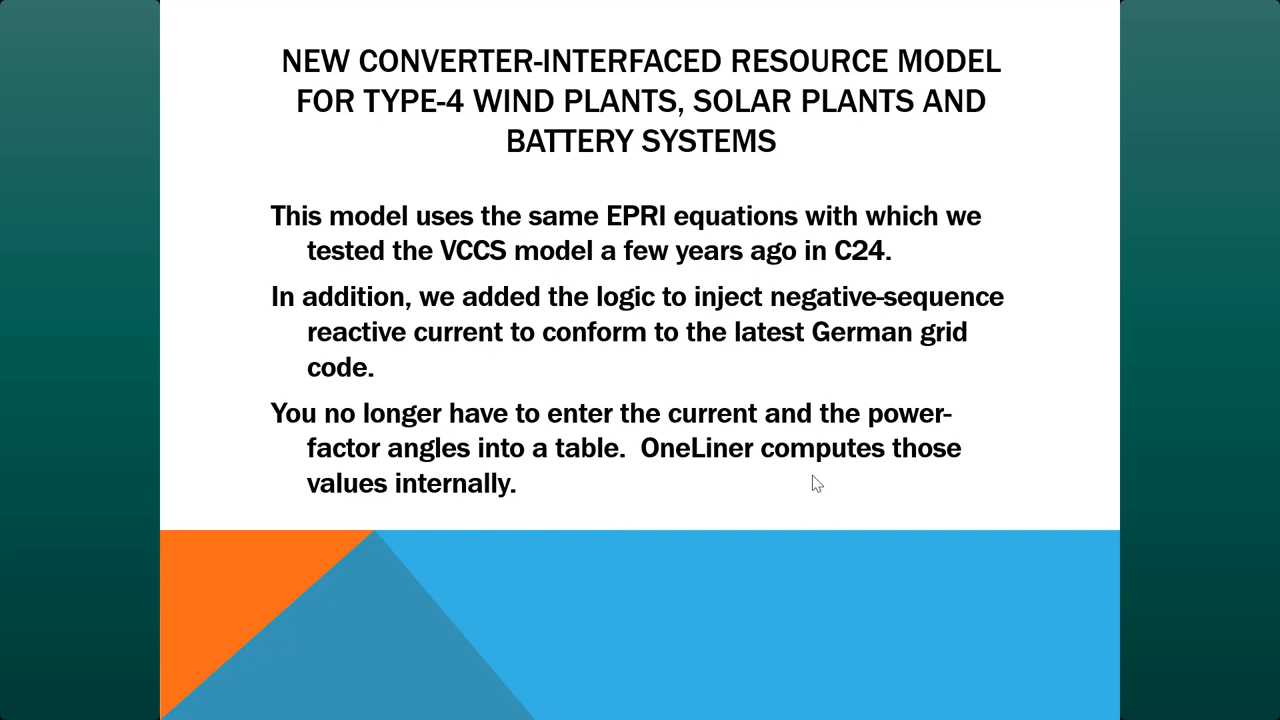 NEW CONVERTER-INTERFACED RESOURCE MODEL
FOR TYPE-4 WIND PLANTS, SOLAR PLANTS AND
BATTERY SYSTEMS
This model uses the same EPRI equations with which we
tested the VCCS model a few years ago in C24.
In addition, we added the logic to inject negative-sequence
reactive current to conform to the latest German grid
code.
You no longer have to enter the current and the power-
factor angles into a table.  OneLiner computes those
values internally.